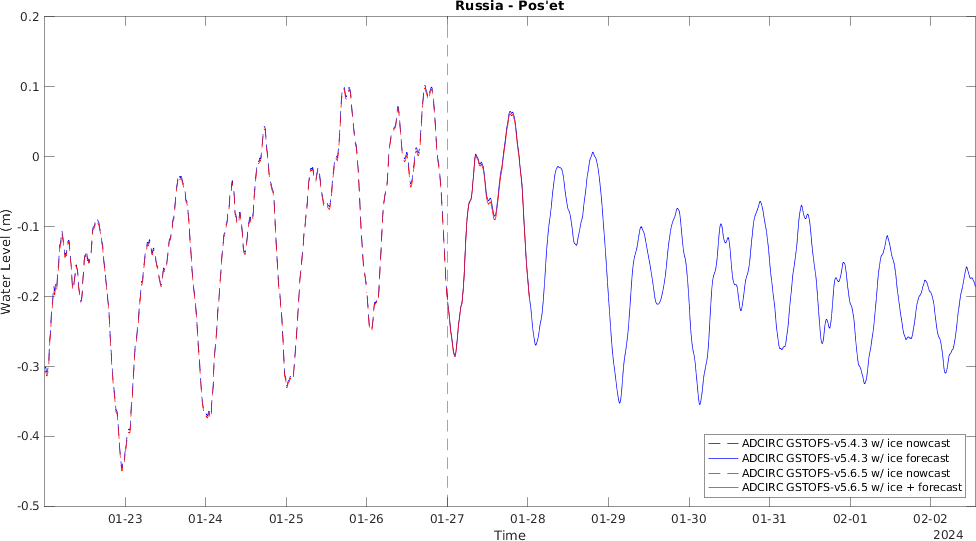 Russia - Pos'et
0.2
0.1
0
-0.1
-0.2
-0.3
-0.4
-0.5
Water Level (m)
ADCIRC GSTOFS-v5.4.3 w/ ice nowcast
ADCIRC GSTOFS-v5.4.3 w/ ice forecast
ADCIRC GSTOFS-v5.6.5 w/ ice nowcast
ADCIRC GSTOFS-v5.6.5 w/ ice + forecast
01-23 01-24 01-25 01-26 01-27 01-28 01-29 01-30 01-31 02-01 02-02
Time
2024